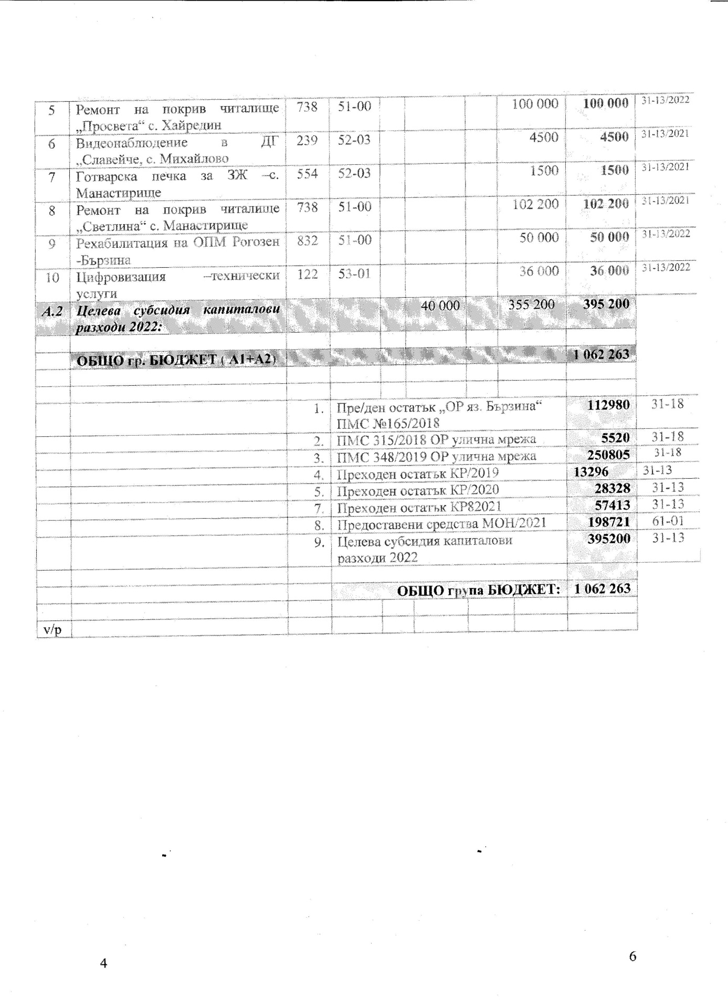 5 Ремонт на покрив читалище 738 51-00 100 000 100 000 31-13/2022
„Просвета“ с. Хайредин
6 Видеонаблюдение в ДГ 239 52-03 4500 4500 31-13/2021
„Славейче, с. Михайлово
7 Готварска печка за ЗЖ –с. 554 52-03 1500 1500 31-13/2021
Манастирище
8 Ремонт на покрив читалище 738 51-00 102 200 102 200 31-13/2021
„Светлина“ с. Манастирище
9 Рехабилитация на ОПМ Рогозен 832 51-00 50 000 50 000 31-13/2022
-Бързина
10 Цифровизация –технически 122 53-01 36 000 36 000 31-13/2022
услуги
А.2 Целева субсидия капиталови 40 000 355 200 395 200
разходи 2022:
ОБЩО гр. БЮДЖЕТ ( А1+А2) 1 062 263
1. Пре/ден остатък „ОР яз. Бързина“ 112980 31-18
ПМС №165/2018
2. ПМС 315/2018 ОР улична мрежа 5520 31-18
3. ПМС 348/2019 ОР улична мрежа 250805 31-18
4. Преходен остатък КР/2019 13296 31-13
5. Преходен остатък КР/2020 28328 31-13
7. Преходен остатък КР82021 57413 31-13
8. Предоставени средства МОН/2021 198721 61-01
9. Целева субсидия капиталови 395200 31-13
разходи 2022
ОБЩО група БЮДЖЕТ: 1 062 263
v/p
4 6